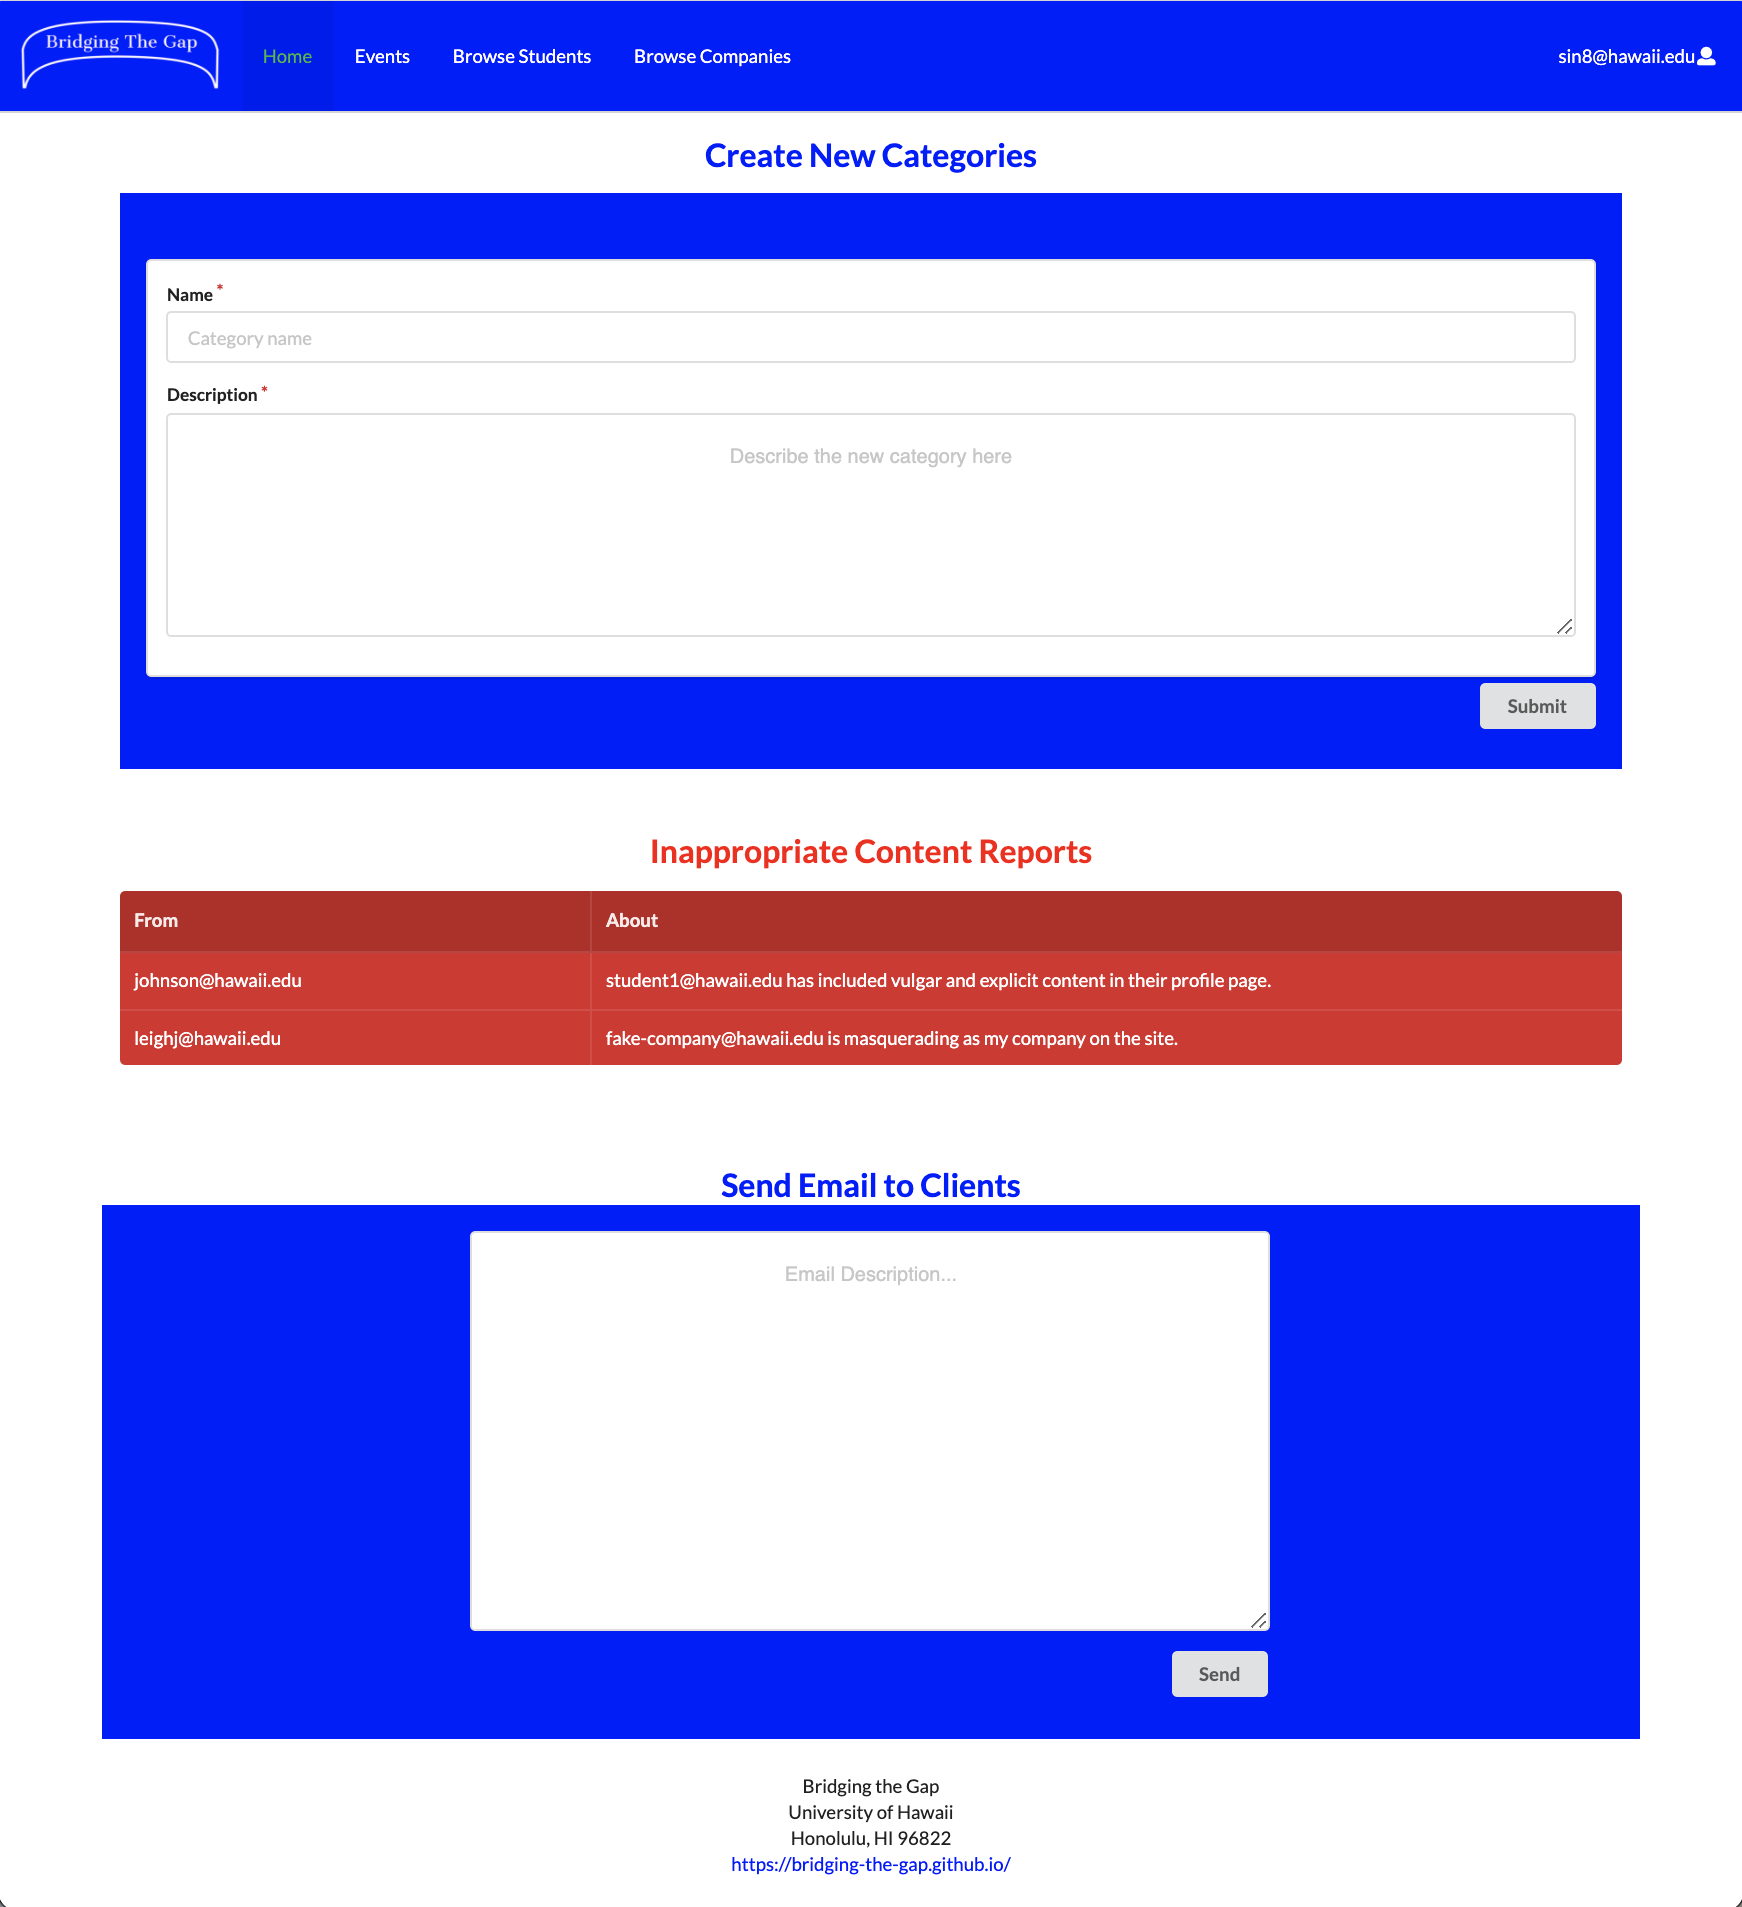 Bridging The Gap
Home Events Browse Students Browse Companies sin8@hawaii.edu
Create New Categories
Name *
Category name
Description *
Describe the new category here
Submit
Inappropriate Content Reports
From About
johnson@hawaii.edu student1@hawaii.edu has included vulgar and explicit content in their profile page.
leighj@hawaii.edu fake-company@hawaii.edu is masquerading as my company on the site.
Send Email to Clients
Email Description...
Send
Bridging the Gap
University of Hawaii
Honolulu, HI 96822
https://bridging-the-gap.github.io/